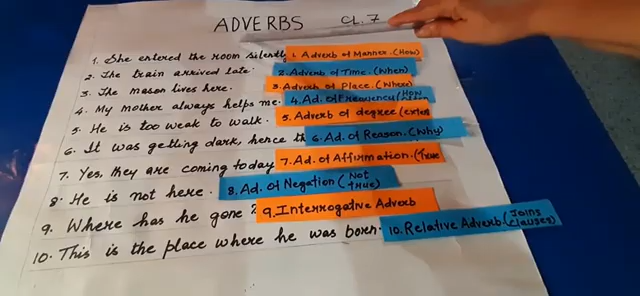 ADVERBS CL.7
1. She entered the room silently 1. Adverb of Manner. (How)
2. The train arrived late. 2. Adverb of Time. (When)
3. The mason lives here. 3. Adverb of Place. (Where)
4. My mother always helps me. 4. Ad. of Frequency (How often
5. He is too weak to walk. 5. Adverb of degree (extent
6. It was getting dark, hence 6. Ad. of Reason. (Why)
7. Yes, they are coming today 7. Ad. of Affirmation. (True
8. He is not here. 8. Ad. of Negation (Not true)
9. Where has he gone ? 9. Interrogative Adverb
10. This is the place where he was born. 10. Relative Adverb (Joins clauses)